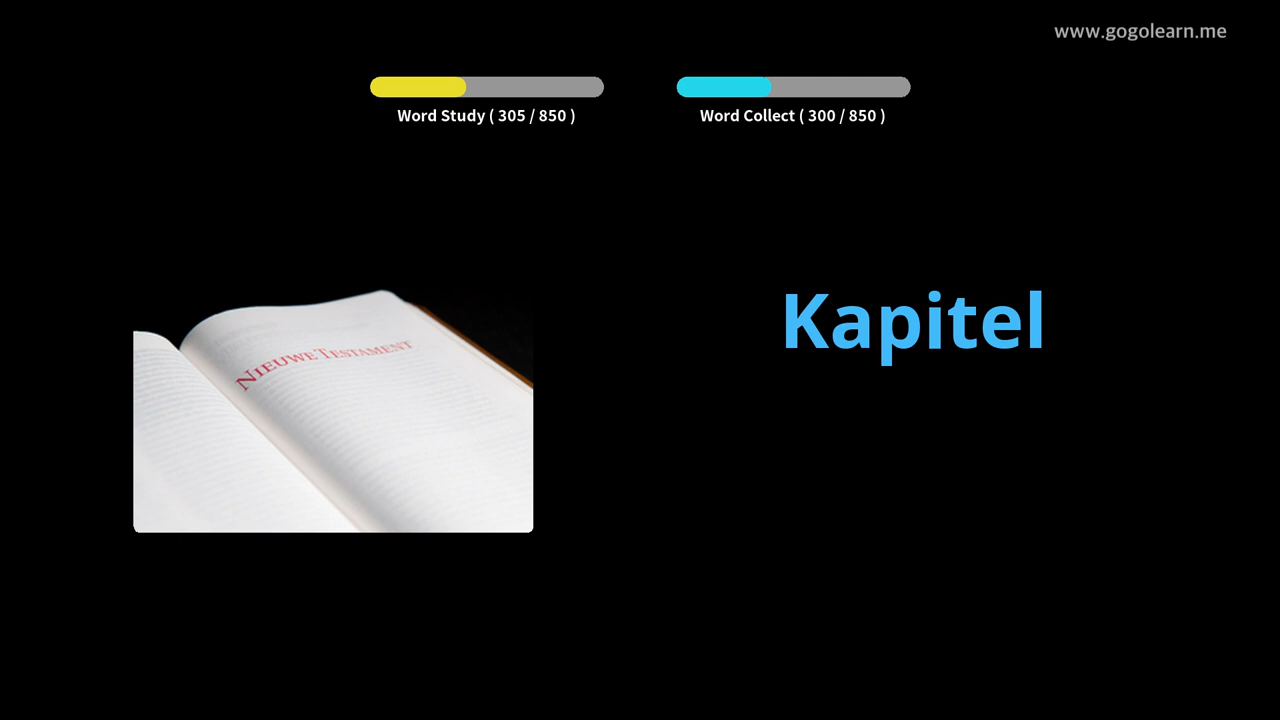 www.gogolearn.me
Word Study ( 305 / 850 )
Word Collect ( 300 / 850 )
NIEUWE TESTAMENT
Kapitel